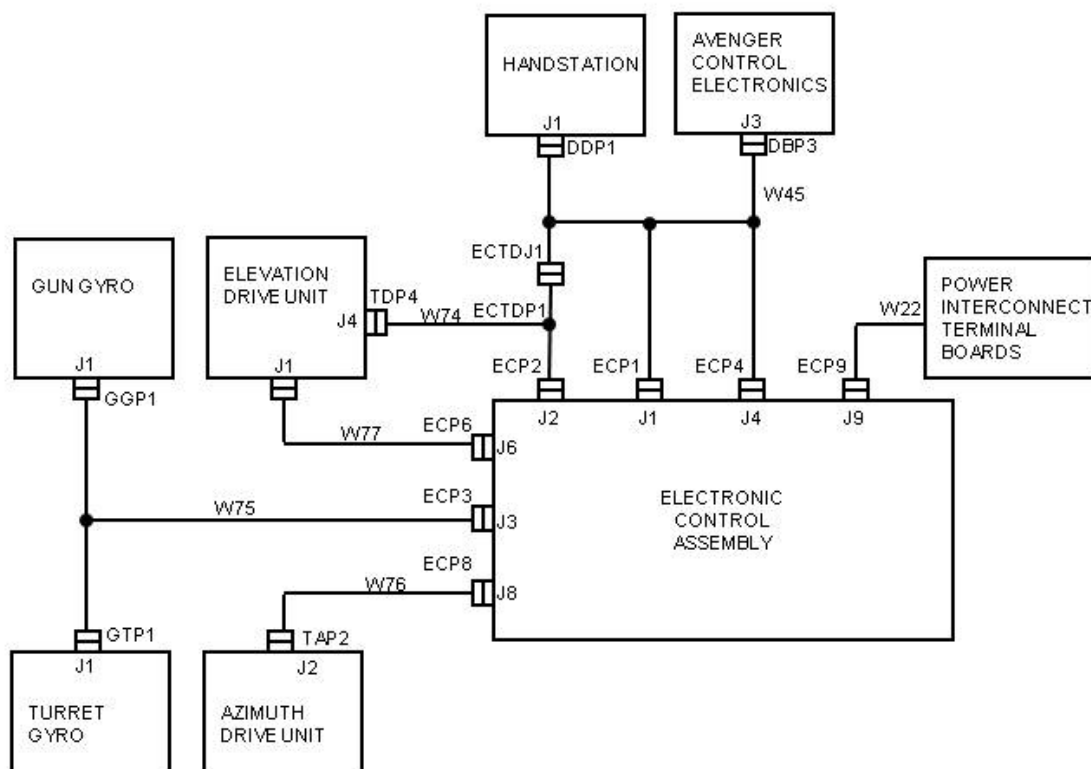 HANDSTATION
J1
DDP1
AVENGER
CONTROL
ELECTRONICS
J3
DBP3
W45
GUN GYRO
J1
GGP1
ELEVATION
DRIVE UNIT
J4
J1
TDP4
W74
ECTDJ1
ECTDP1
POWER
INTERCONNECT
TERMINAL
BOARDS
W22
ECP2
ECP1
ECP4
ECP9
J2
J1
J4
J9
W77
ECP6
J6
W75
ECP3
J3
ELECTRONIC
CONTROL
ASSEMBLY
ECP8
J8
W76
GTP1
J1
TURRET
GYRO
TAP2
J2
AZIMUTH
DRIVE UNIT